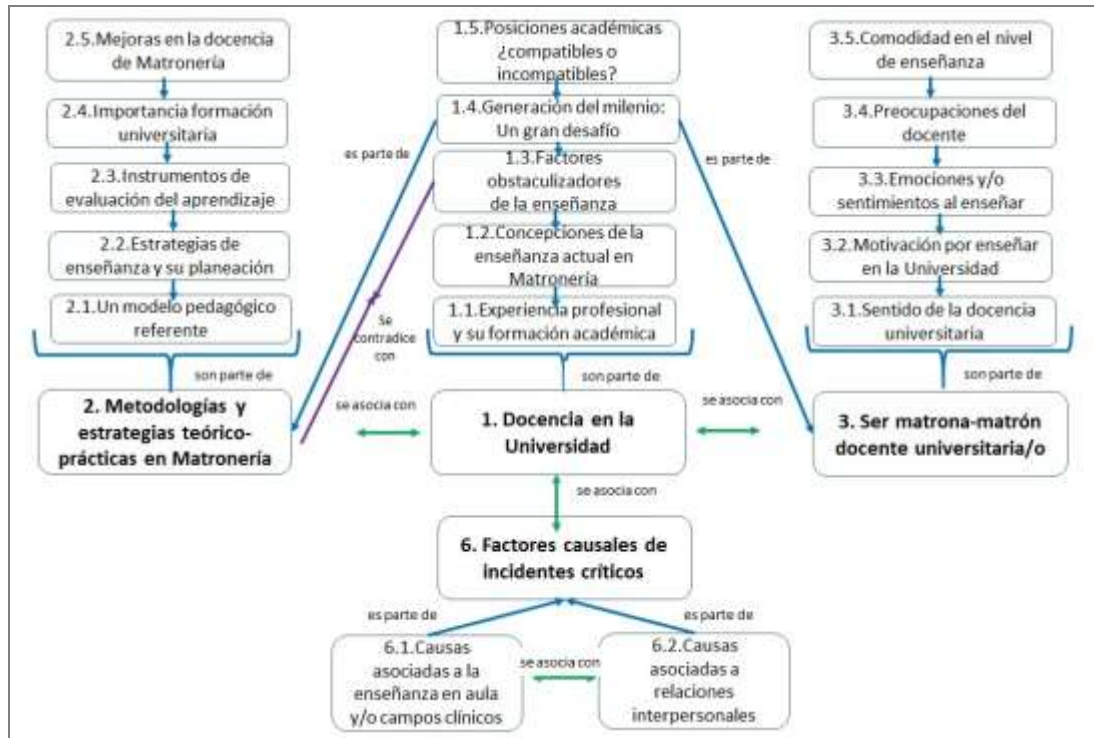 2.5.Mejoras en la docencia
de Matronería
2.4.Importancia formación
universitaria
2.3.Instrumentos de
evaluación del aprendizaje
2.2.Estrategias de
enseñanza y su planeación
2.1.Un modelo pedagógico
referente
son parte de
2. Metodologías y
estrategias teórico-
prácticas en Matronería
1.5.Posiciones académicas
¿compatibles o
incompatibles?
1.4.Generación del milenio:
Un gran desafío
es parte de
es parte de
1.3.Factores
obstaculizadores
de la enseñanza
1.2.Concepciones de la
enseñanza actual en
Matronería
1.1.Experiencia profesional
y su formación académica
Se
contradice
con
son parte de
se asocia con
1. Docencia en la
Universidad
se asocia con
3.5.Comodidad en el nivel
de enseñanza
3.4.Preocupaciones del
docente
3.3.Emociones y/o
sentimientos al enseñar
3.2.Motivación por enseñar
en la Universidad
3.1.Sentido de la docencia
universitaria
son parte de
3. Ser matrona-matrón
docente universitaria/o
se asocia con
6. Factores causales de
incidentes críticos
es parte de
es parte de
6.1.Causas
asociadas a la
enseñanza en aula
y/o campos clínicos
se asocia con
6.2.Causas
asociadas a
relaciones
interpersonales